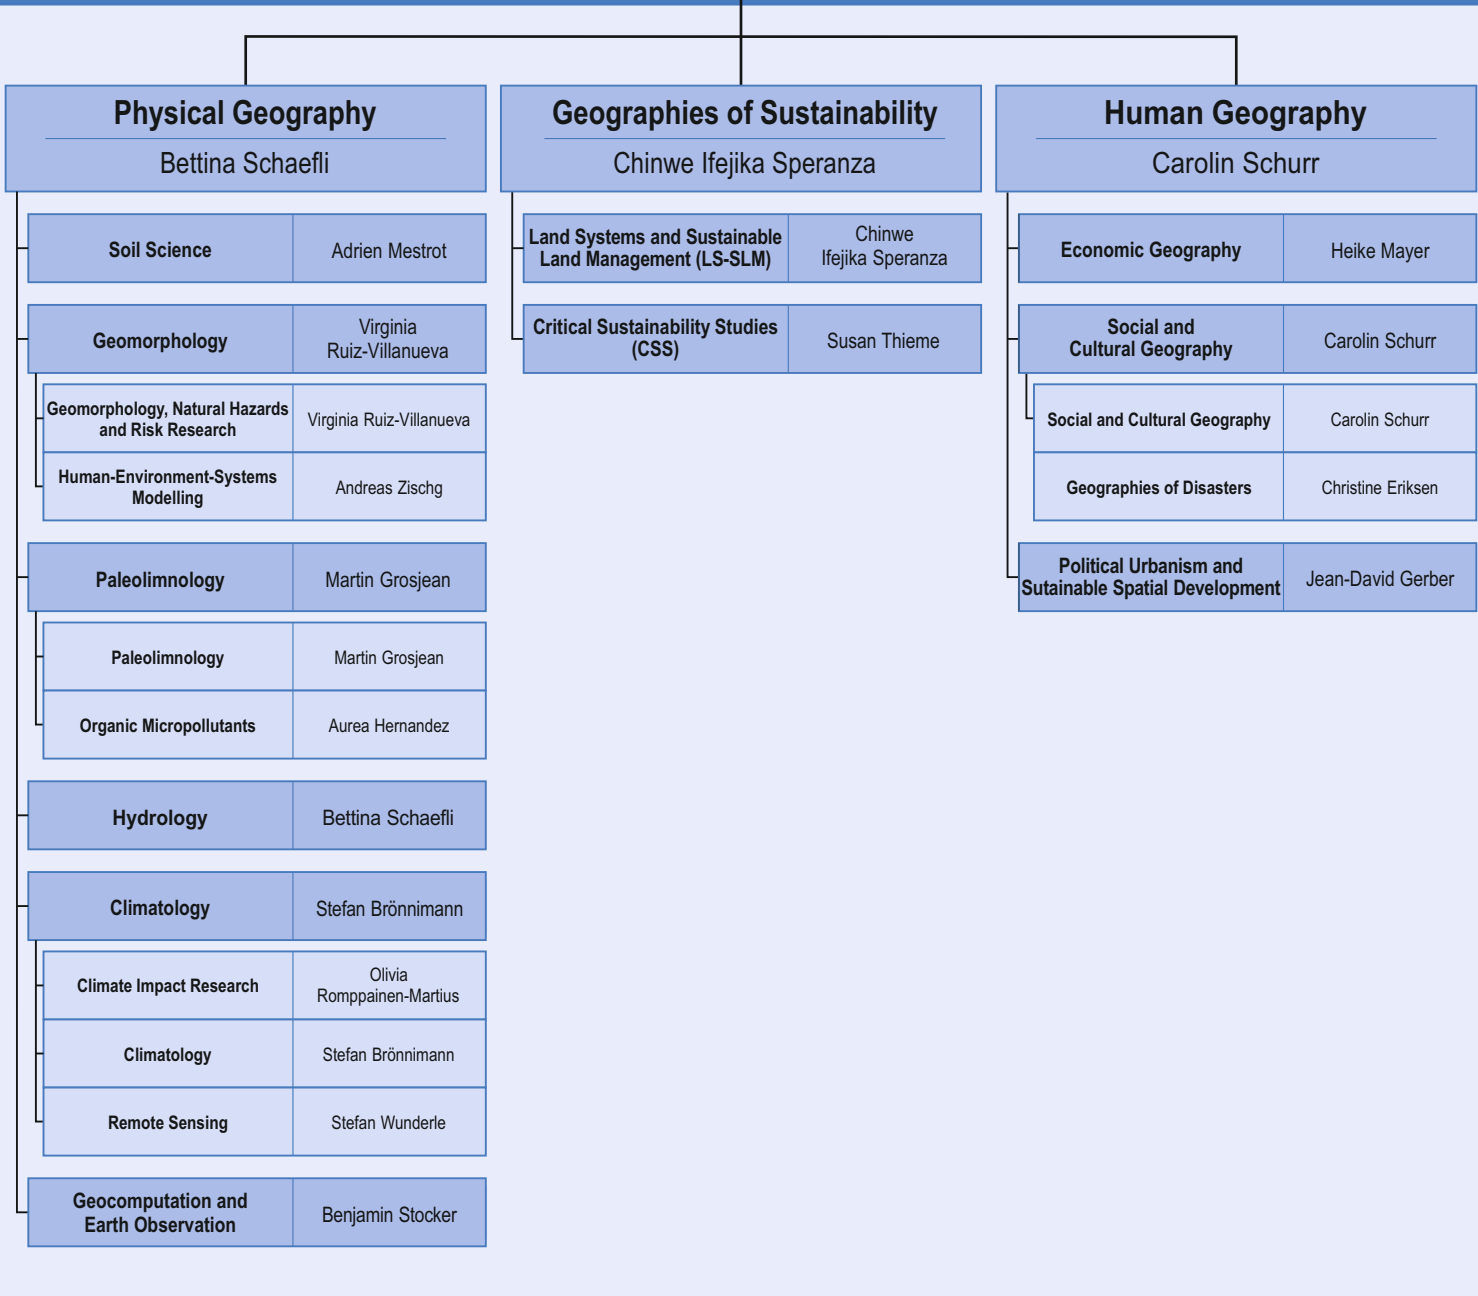 Physical Geography
Bettina Schaefli
Soil Science
Adrien Mestrot
Geomorphology
Virginia
Ruiz-Villanueva
Geomorphology, Natural Hazards
and Risk Research
Virginia Ruiz-Villanueva
Human-Environment-Systems
Modelling
Andreas Zischg
Paleolimnology
Martin Grosjean
Paleolimnology
Martin Grosjean
Organic Micropollutants
Aurea Hernandez
Hydrology
Bettina Schaefli
Climatology
Stefan Brönnimann
Climate Impact Research
Olivia
Romppainen-Martius
Climatology
Stefan Brönnimann
Remote Sensing
Stefan Wunderle
Geocomputation and
Earth Observation
Benjamin Stocker
Geographies of Sustainability
Chinwe Ifejika Speranza
Land Systems and Sustainable
Land Management (LS-SLM)
Chinwe
Ifejika Speranza
Critical Sustainability Studies
(CSS)
Susan Thieme
Human Geography
Carolin Schurr
Economic Geography
Heike Mayer
Social and
Cultural Geography
Carolin Schurr
Social and Cultural Geography
Carolin Schurr
Geographies of Disasters
Christine Eriksen
Political Urbanism and
Sutainable Spatial Development
Jean-David Gerber